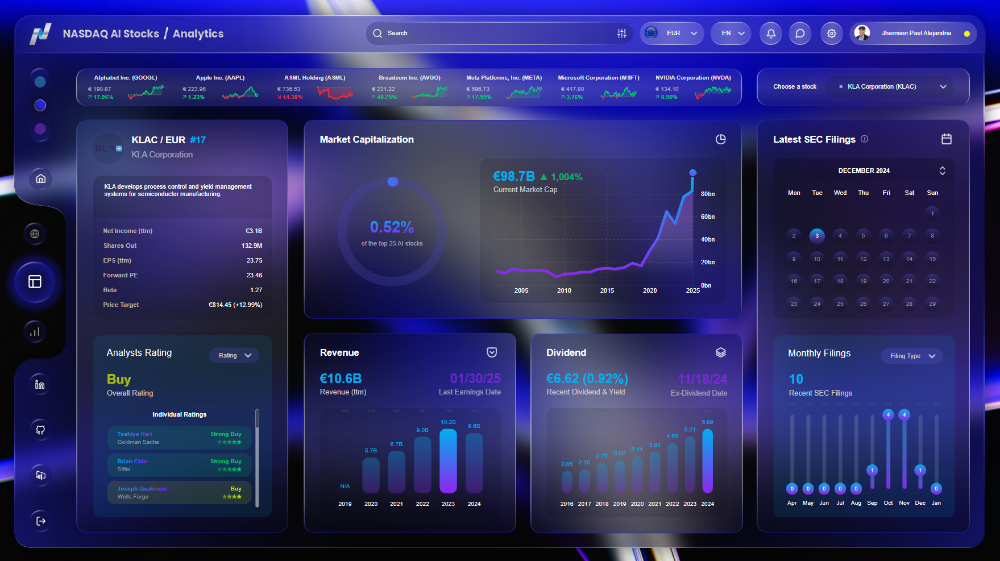 NASDAQ AI Stocks / Analytics
Search
EUR
EN
Jhermien Paul Alejandria
Alphabet Inc. (GOOGL)
€ 190.87
17.96%
Apple Inc. (AAPL)
€ 223.96
1.23%
ASML Holding (ASML)
€ 736.53
14.38%
Broadcom Inc. (AVGO)
€ 231.22
48.75%
Meta Platforms, Inc. (META)
€ 596.73
17.59%
Microsoft Corporation (MSFT)
€ 417.80
3.76%
NVIDIA Corporation (NVDA)
€ 134.10
8.90%
Choose a stock
KLA Corporation (KLAC)
KLA
KLAC / EUR #17
KLA Corporation
KLA develops process control and yield management
systems for semiconductor manufacturing.
Net Income (ttm) €3.1B
Shares Out 132.9M
EPS (ttm) 23.75
Forward PE 23.46
Beta 1.27
Price Target €814.45 (+12.99%)
Analysts Rating
Rating
Buy
Overall Rating
Individual Ratings
Toshiya Hari Strong Buy
Goldman Sachs ★★★★★
Brian Chin Strong Buy
Stifel ★★★★★
Joseph Quatrochi Buy
Wells Fargo ★★★★
Market Capitalization
0.52%
of the top 25 AI stocks
€98.7B ▲ 1,004%
Current Market Cap
80bn
60bn
40bn
20bn
0bn
2005 2010 2015 2020 2025
Revenue
€10.6B
Revenue (ttm)
01/30/25
Last Earnings Date
2019 2020 2021 2022 2023 2024
N/A 5.7B 6.7B 9.0B 10.2B 9.6B
2019 2020 2021 2022 2023 2024
Dividend
€6.62 (0.92%)
Recent Dividend & Yield
11/18/24
Ex-Dividend Date
2.05 2.20 2.77 3.02 3.41 3.80 4.58 5.21 5.89
2016 2017 2018 2019 2020 2021 2022 2023 2024
Latest SEC Filings
DECEMBER 2024
Mon Tue Wed Thu Fri Sat Sun
1
2 3 4 5 6 7 8
9 10 11 12 13 14 15
16 17 18 19 20 21 22
23 24 25 26 27 28 29
Monthly Filings
Filing Type
10
Recent SEC Filings
0 0 0 0 0 1 4 4 1 0
Apr May Jun Jul Aug Sep Oct Nov Dec Jan